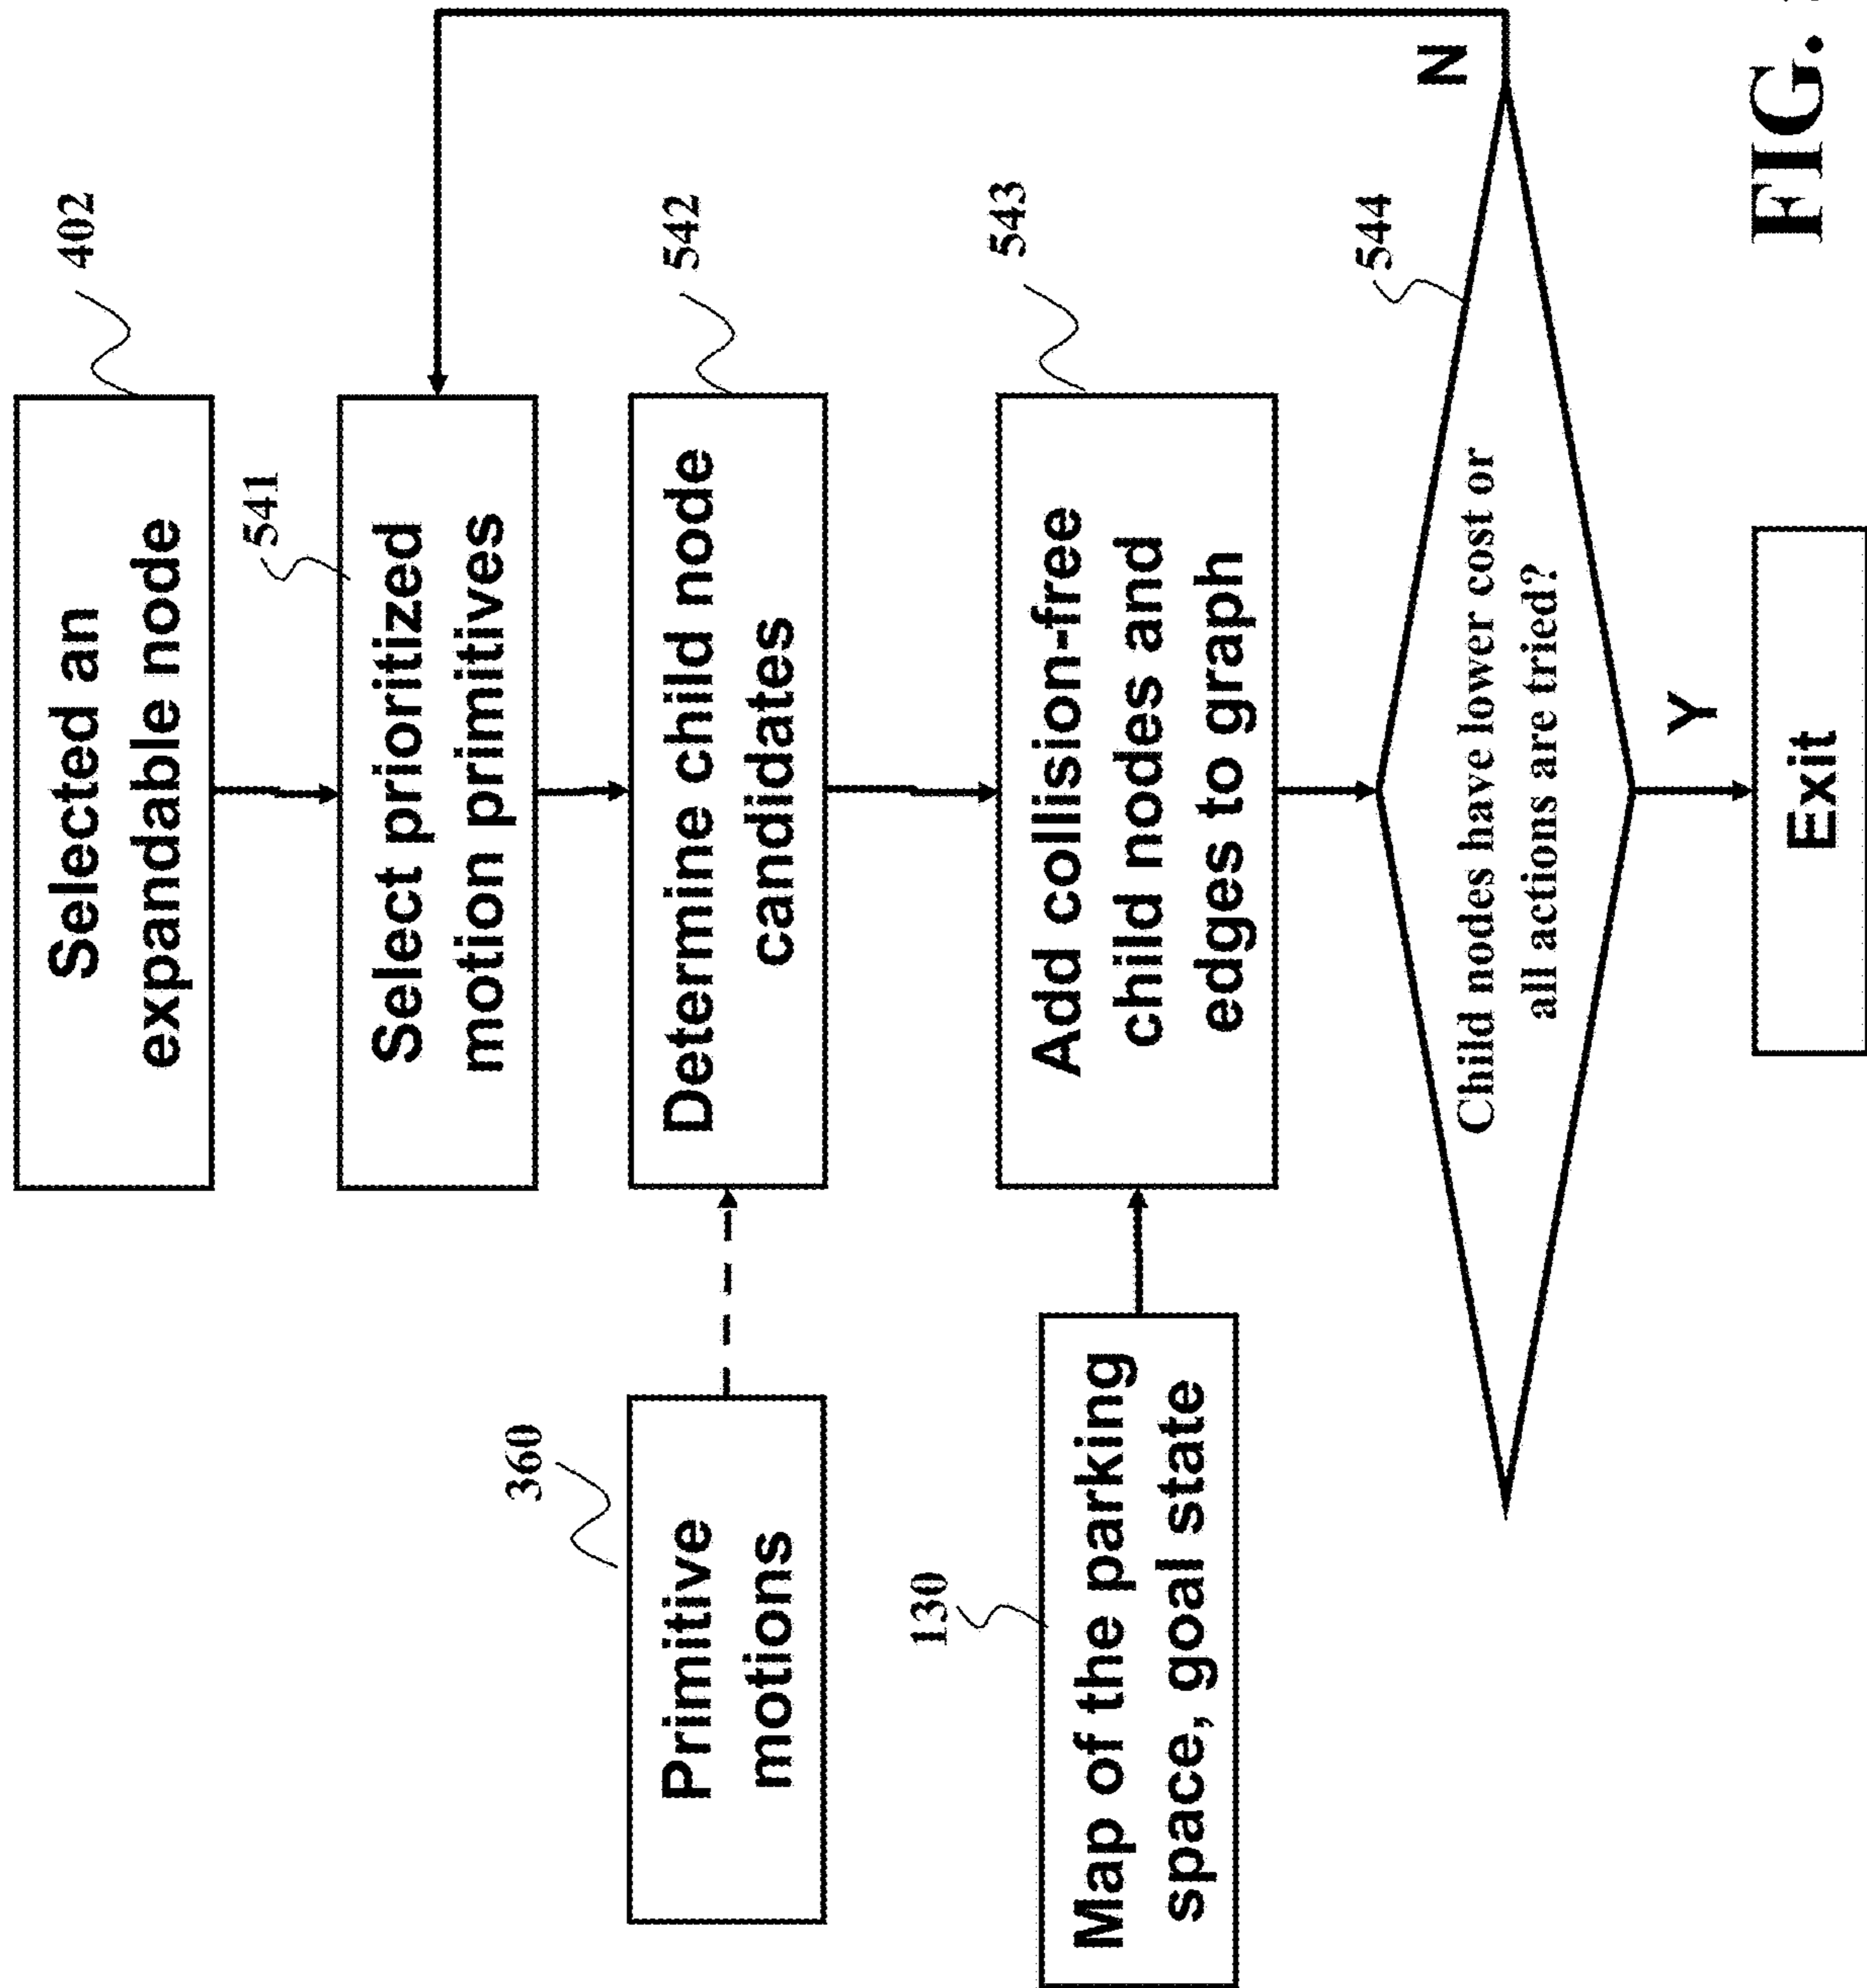 402
Selected an
expandable node
541
Select prioritized
motion primitives
542
Determine child node
candidates
360
Primitive
motions
543
Add collision-free
child nodes and
edges to graph
130
Map of the parking
space, goal state
544
Child nodes have lower cost or
all actions are tried?
N
Y
Exit
FIG.